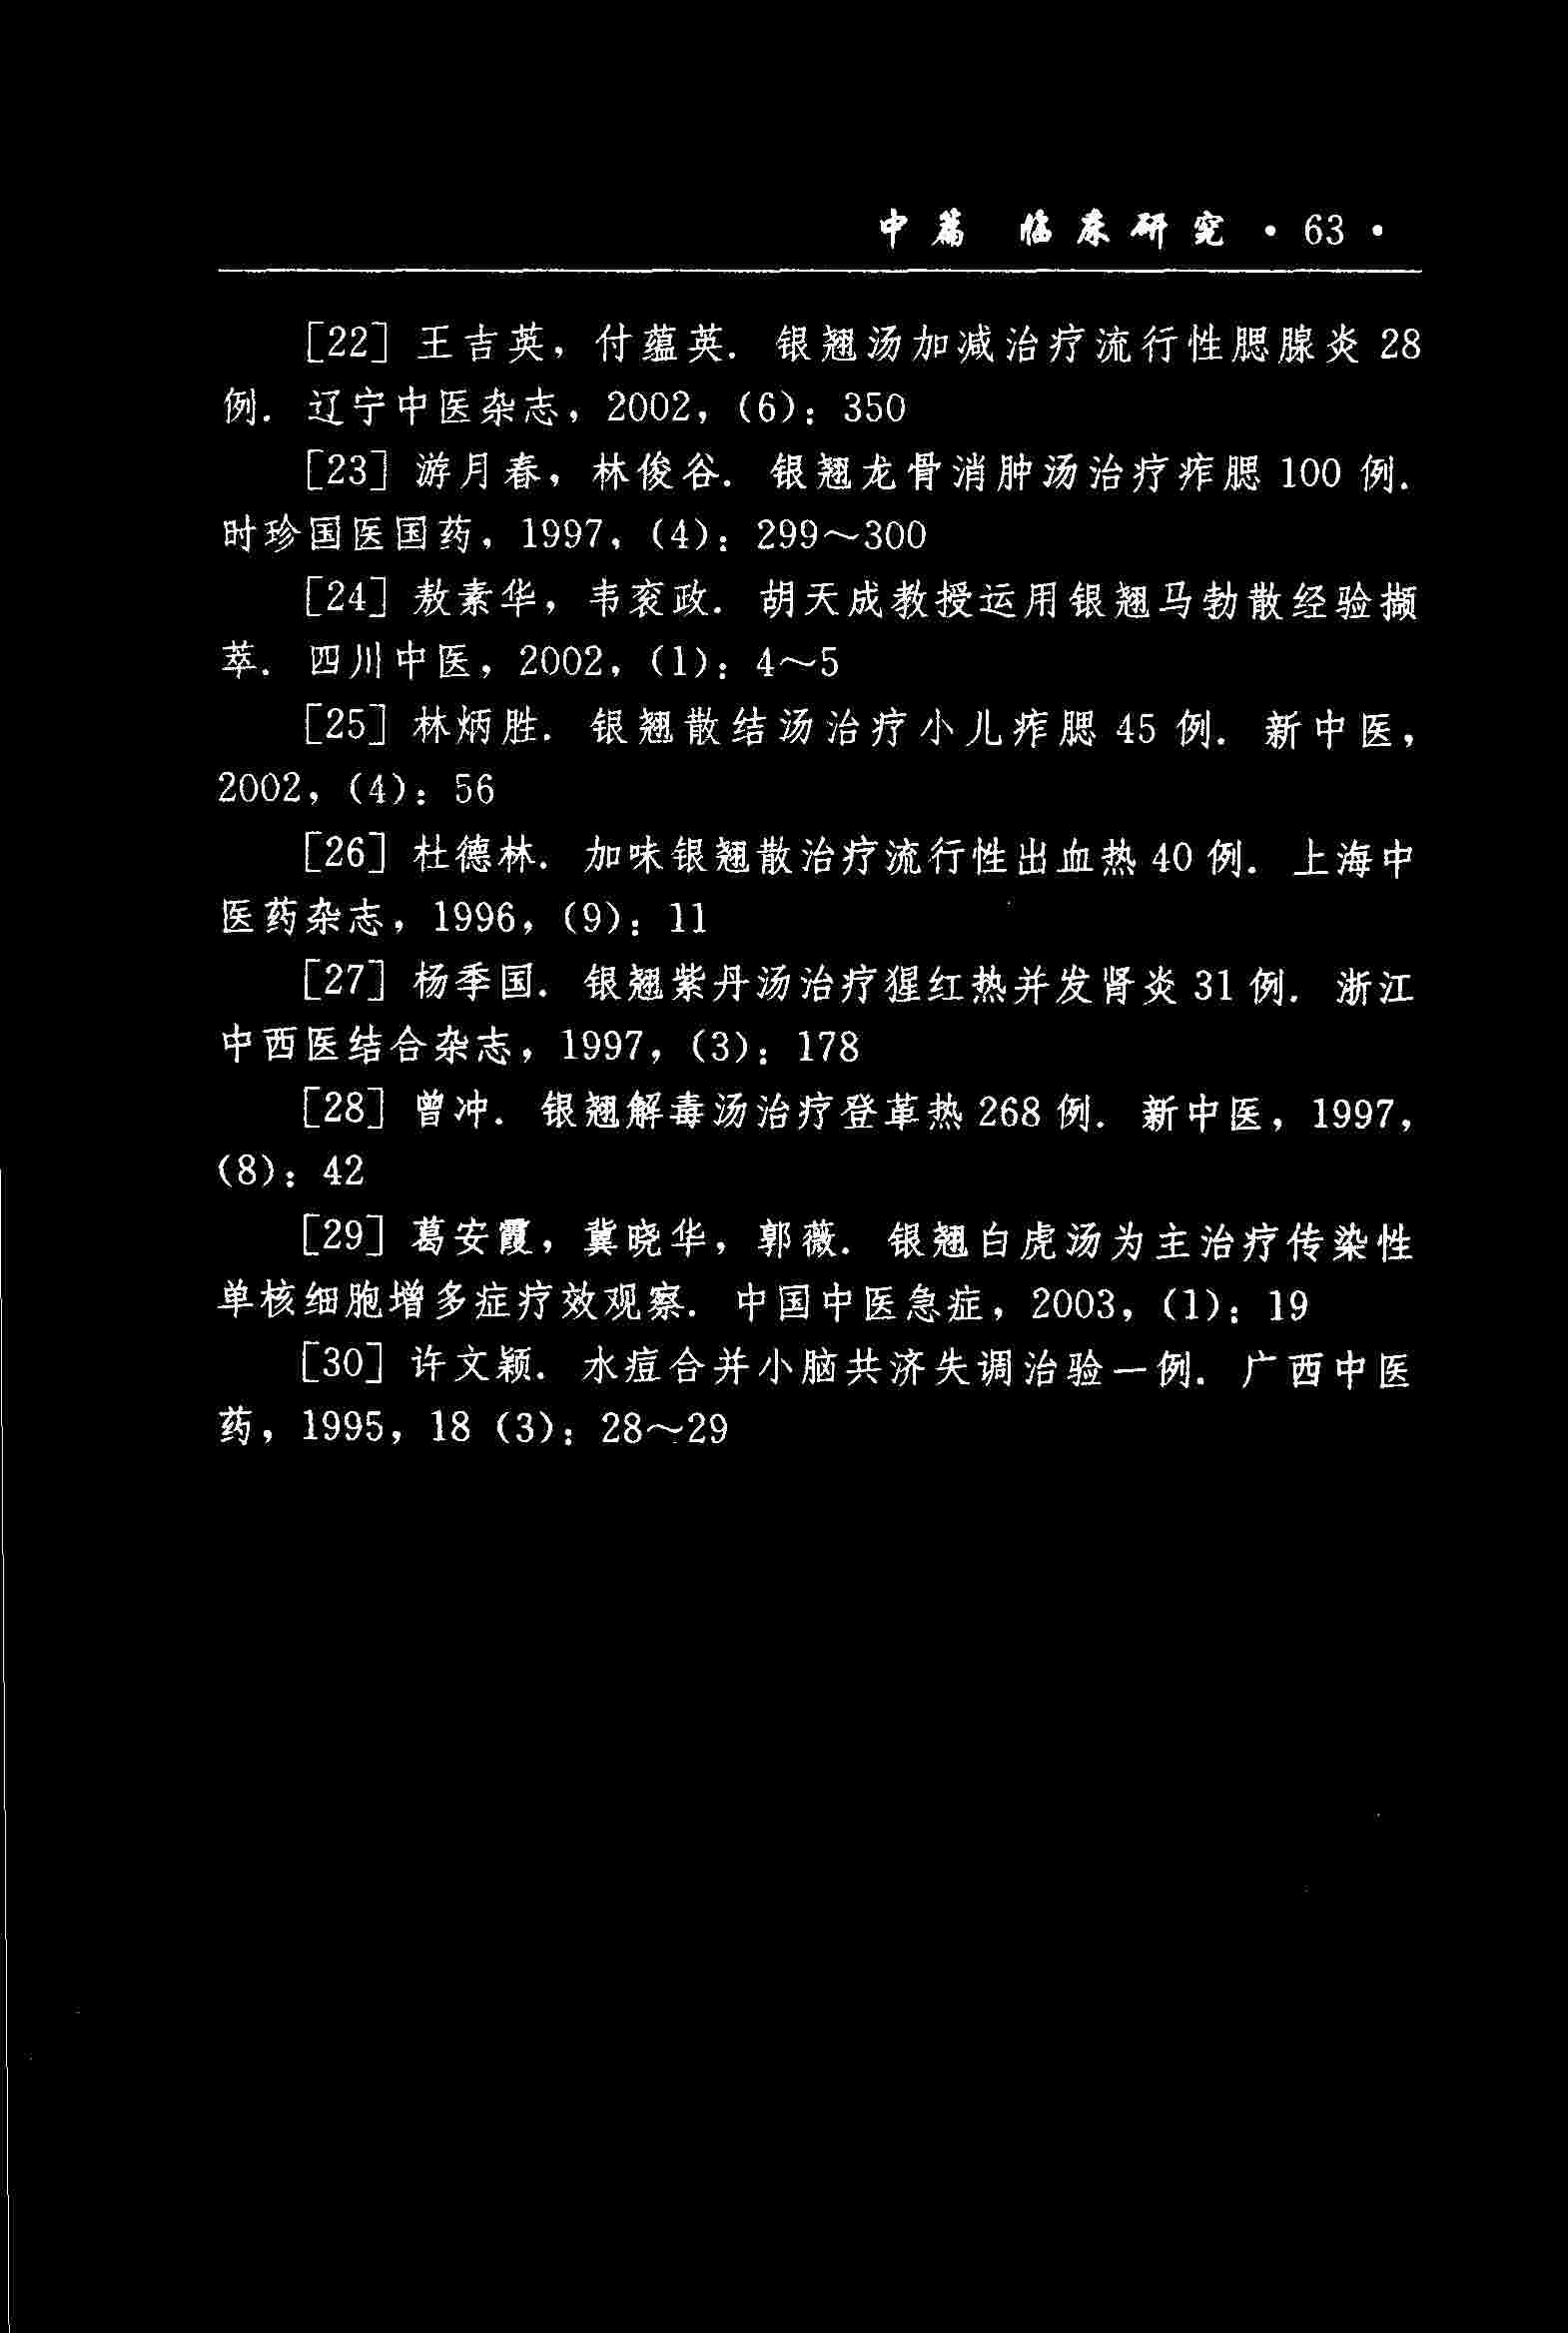 中篇 临床研究 · 63 ·
[22] 王吉英，付蕴英. 银翘汤加减治疗流行性腮腺炎 28
例. 辽宁中医杂志，2002，(6)：350
[23] 游月春，林俊谷. 银翘龙骨消肿汤治疗痄腮 100 例.
时珍国医国药，1997，(4)：299～300
[24] 敖素华，韦衮政. 胡天成教授运用银翘马勃散经验撷
萃. 四川中医，2002，(1)：4～5
[25] 林炳胜. 银翘散结汤治疗小儿痄腮 45 例. 新中医，
2002，(4)：56
[26] 杜德林. 加味银翘散治疗流行性出血热 40 例. 上海中
医药杂志，1996，(9)：11
[27] 杨季国. 银翘紫丹汤治疗猩红热并发肾炎 31 例. 浙江
中西医结合杂志，1997，(3)：178
[28] 曾冲. 银翘解毒汤治疗登革热 268 例. 新中医，1997，
(8)：42
[29] 葛安霞，冀晓华，郭薇. 银翘白虎汤为主治疗传染性
单核细胞增多症疗效观察. 中国中医急症，2003，(1)：19
[30] 许文颖. 水痘合并小脑共济失调治验一例. 广西中医
药，1995，18 (3)：28～29